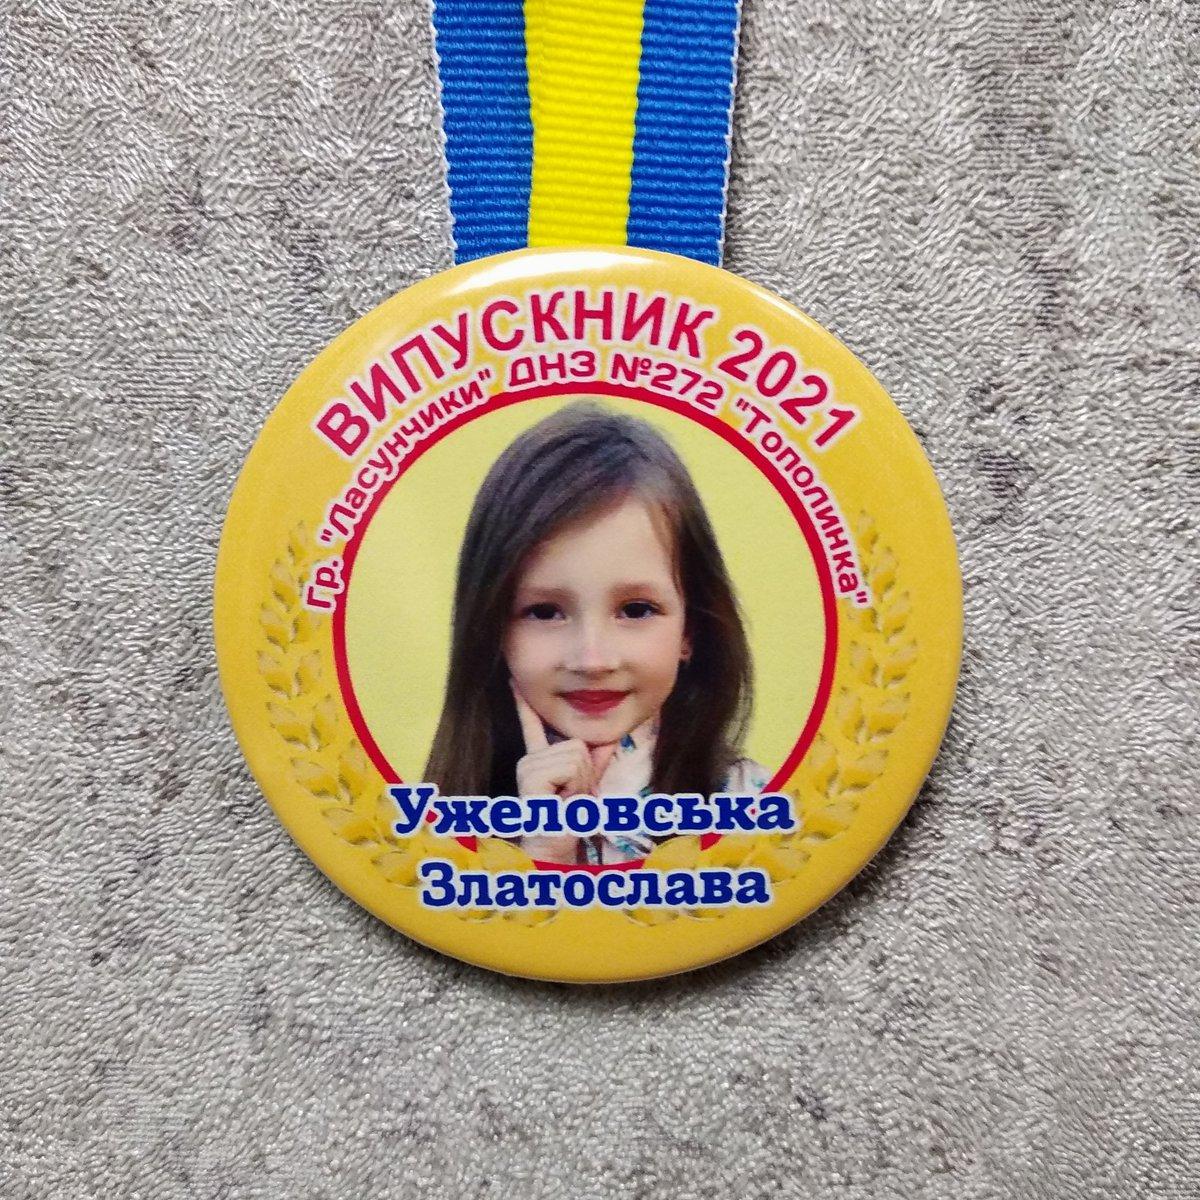 ВИПУСКНИК 2021
Гр. "Ласунчики" ДНЗ №272 "Тополинка"
Ужеловська
Златослава